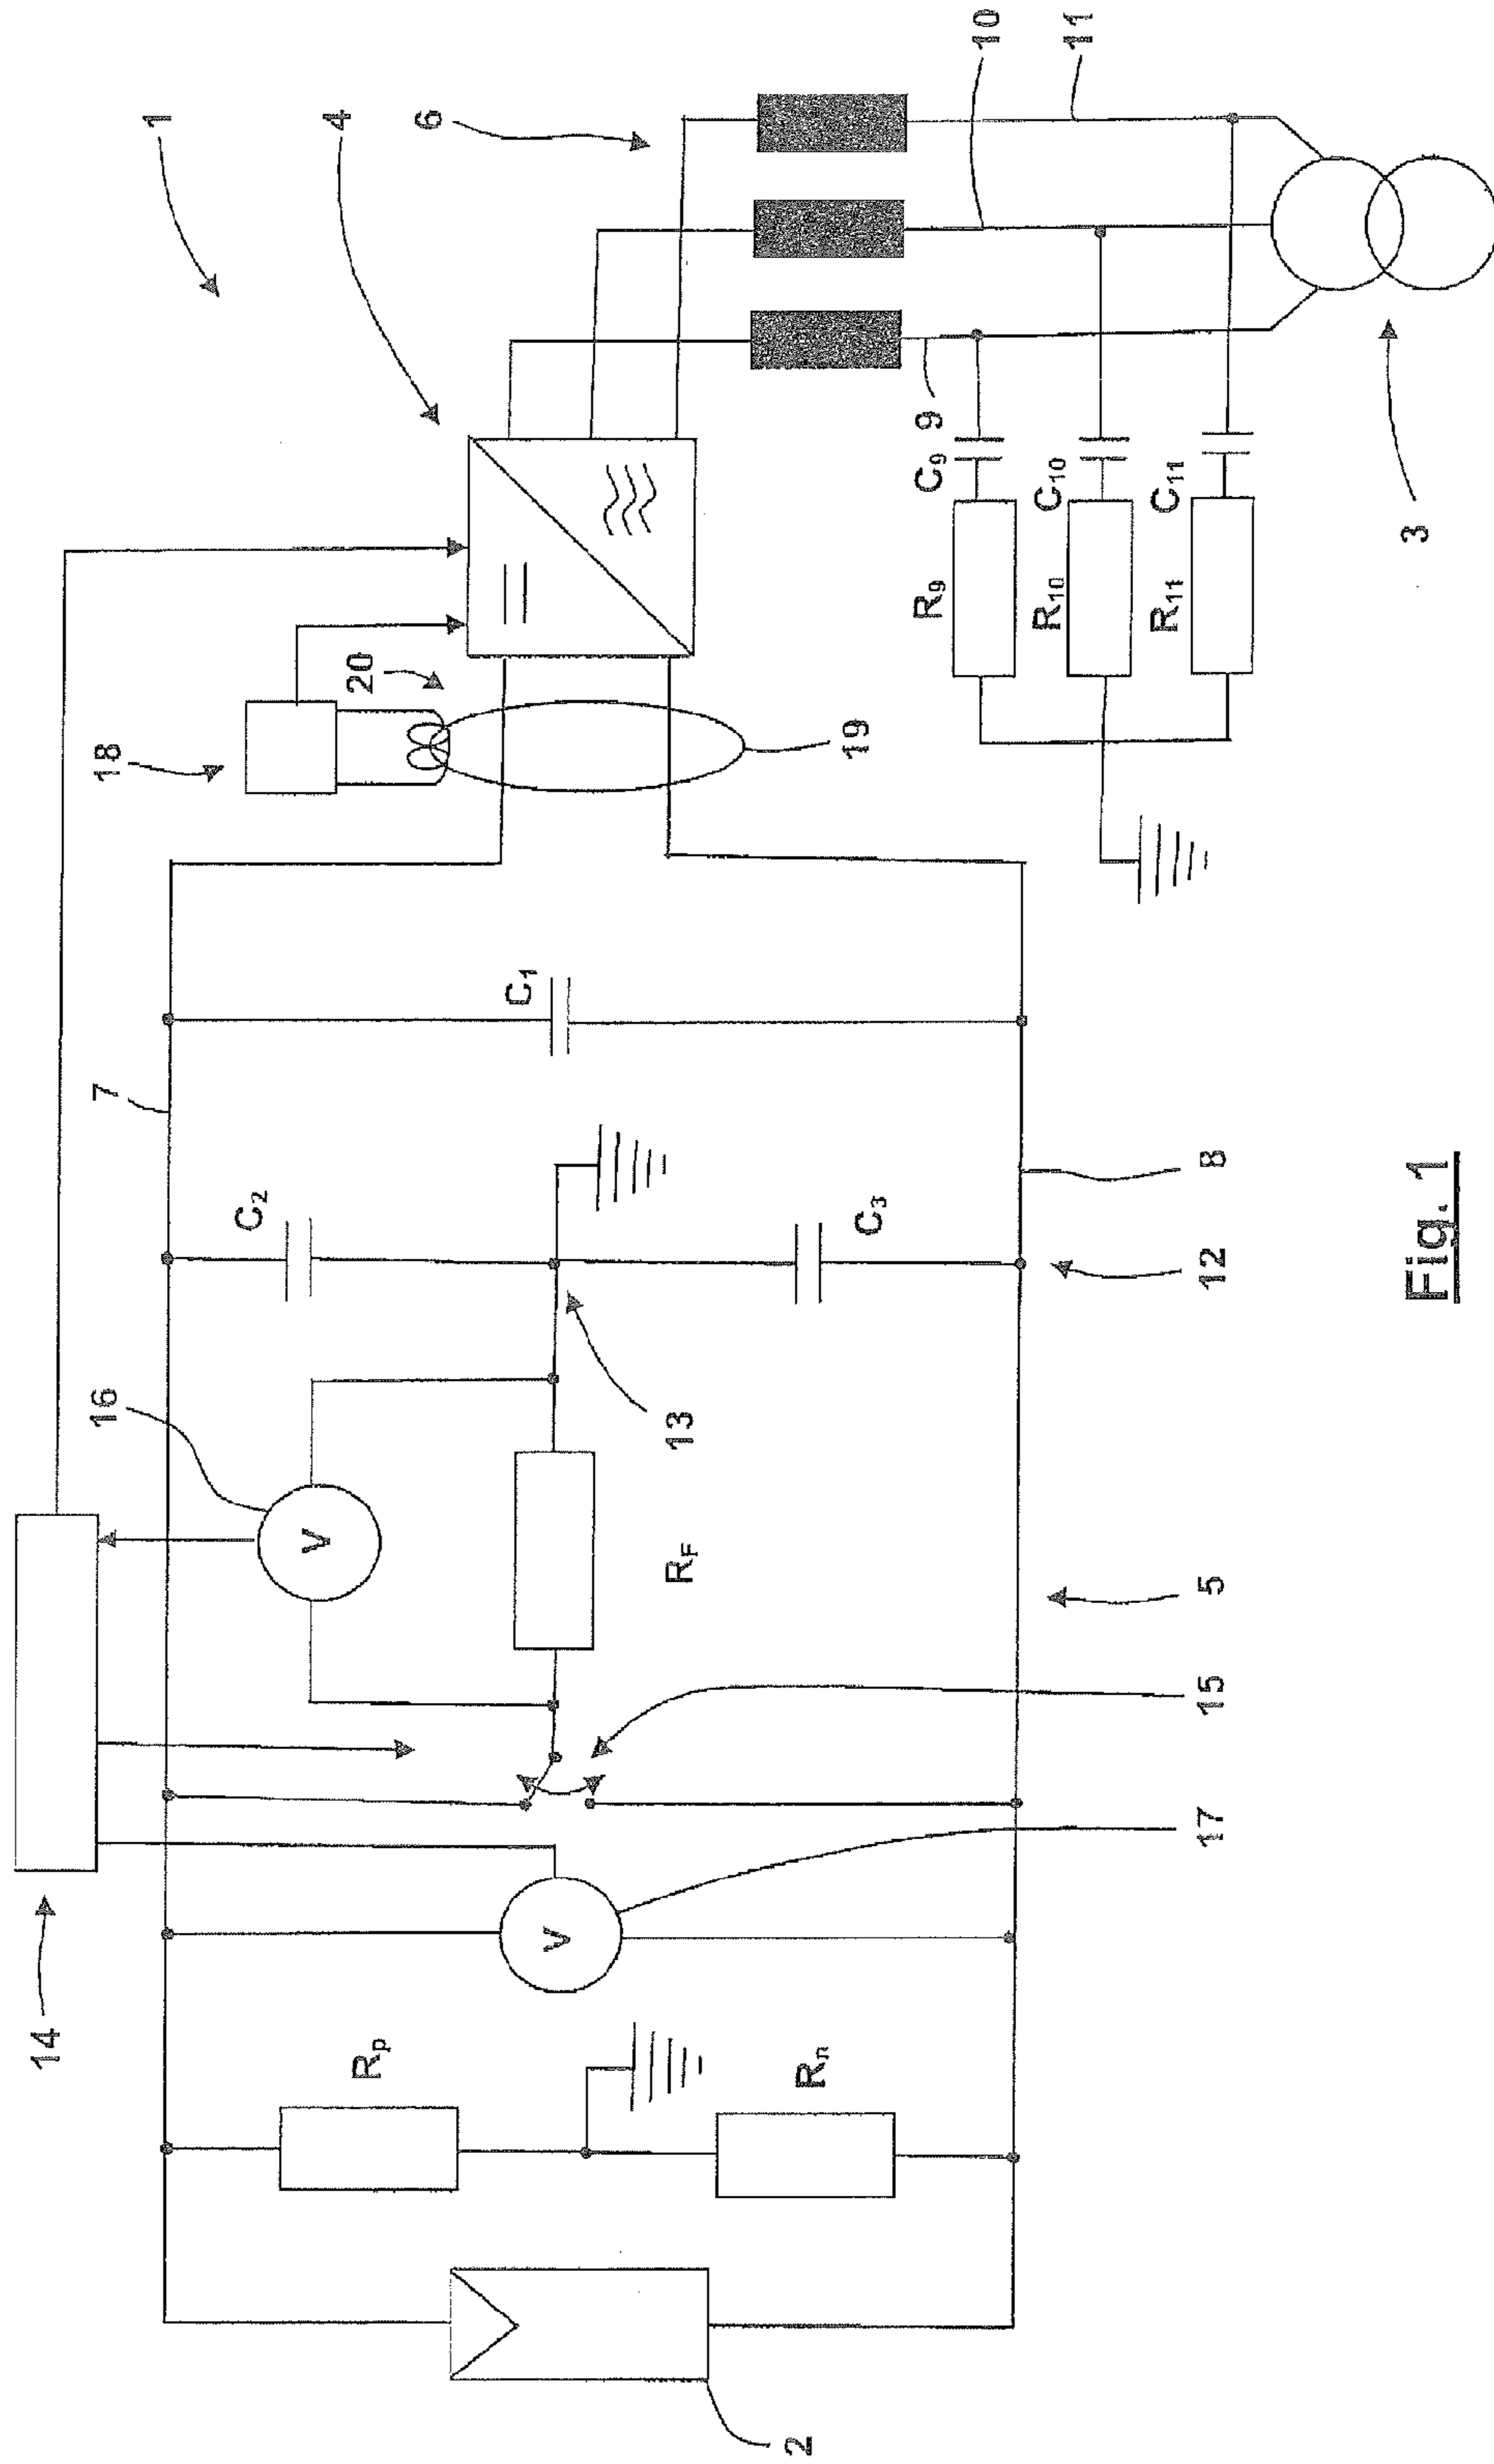 1
4
6
10
11
18
20
19
9
C₉
R₉
C₁₀
R₁₀
C₁₁
R₁₁
3
7
C₁
C₂
C₃
8
12
13
16
V
R_F
5
15
17
V
14
Rₚ
Rₙ
2
Fig. 1